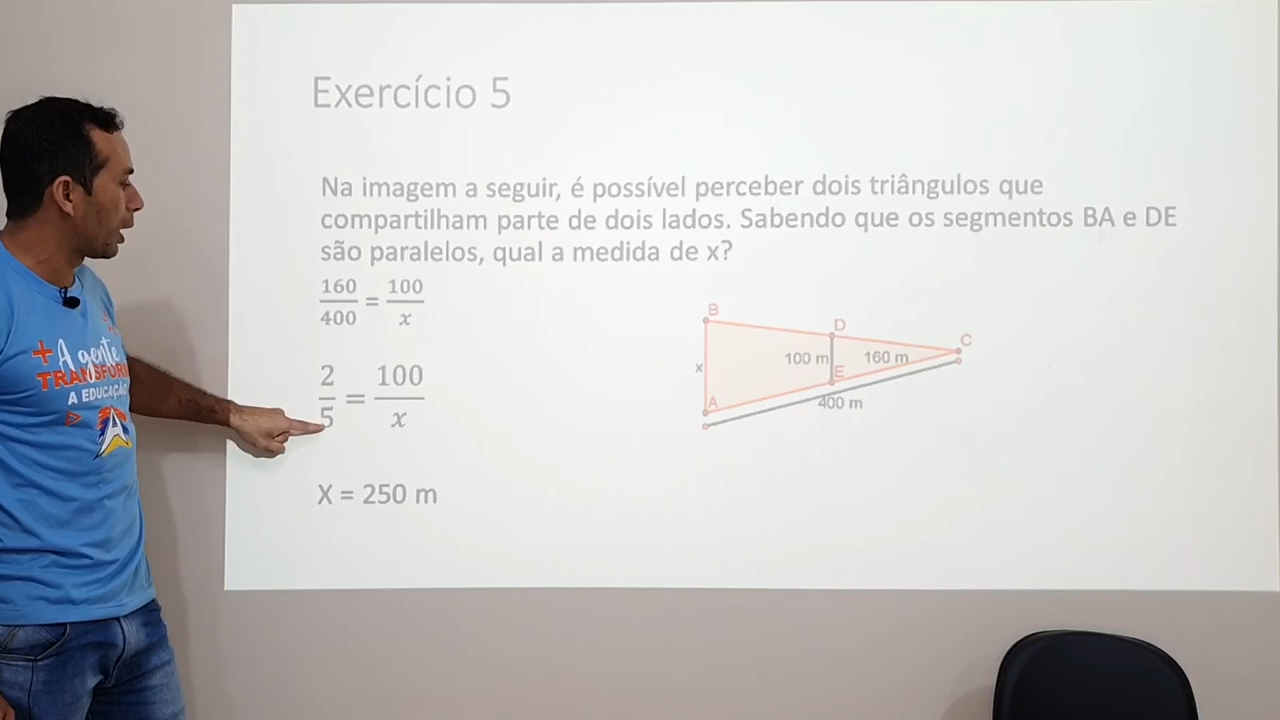 Exercício 5
Na imagem a seguir, é possível perceber dois triângulos que
compartilham parte de dois lados. Sabendo que os segmentos BA e DE
são paralelos, qual a medida de x?
160/400 = 100/x
2/5 = 100/x
X = 250 m
B
D
C
100 m
160 m
x
E
A
400 m
+ A gente
TRANSFORM
A EDUCAÇÃO